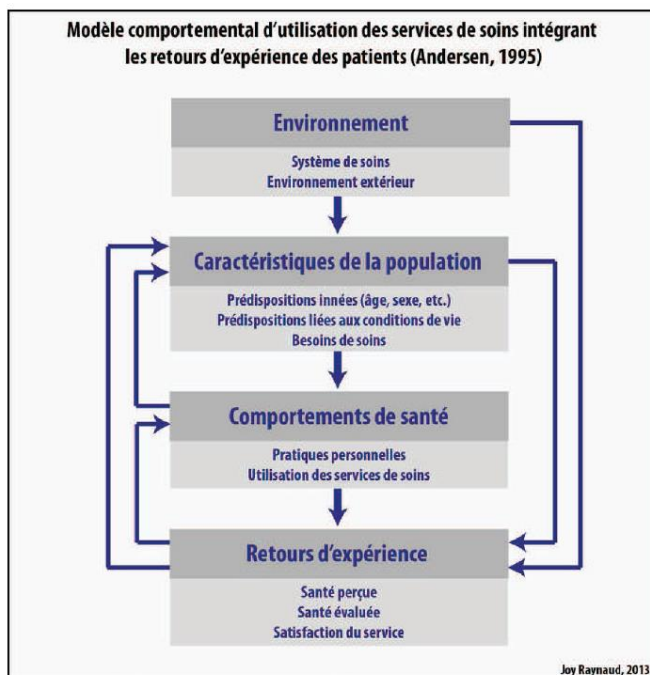 Modèle comportemental d'utilisation des services de soins intégrant
les retours d'expérience des patients (Andersen, 1995)
Environnement
Système de soins
Environnement extérieur
Caractéristiques de la population
Prédispositions innées (âge, sexe, etc.)
Prédispositions liées aux conditions de vie
Besoins de soins
Comportements de santé
Pratiques personnelles
Utilisation des services de soins
Retours d'expérience
Santé perçue
Santé évaluée
Satisfaction du service
Joy Raynaud, 2013